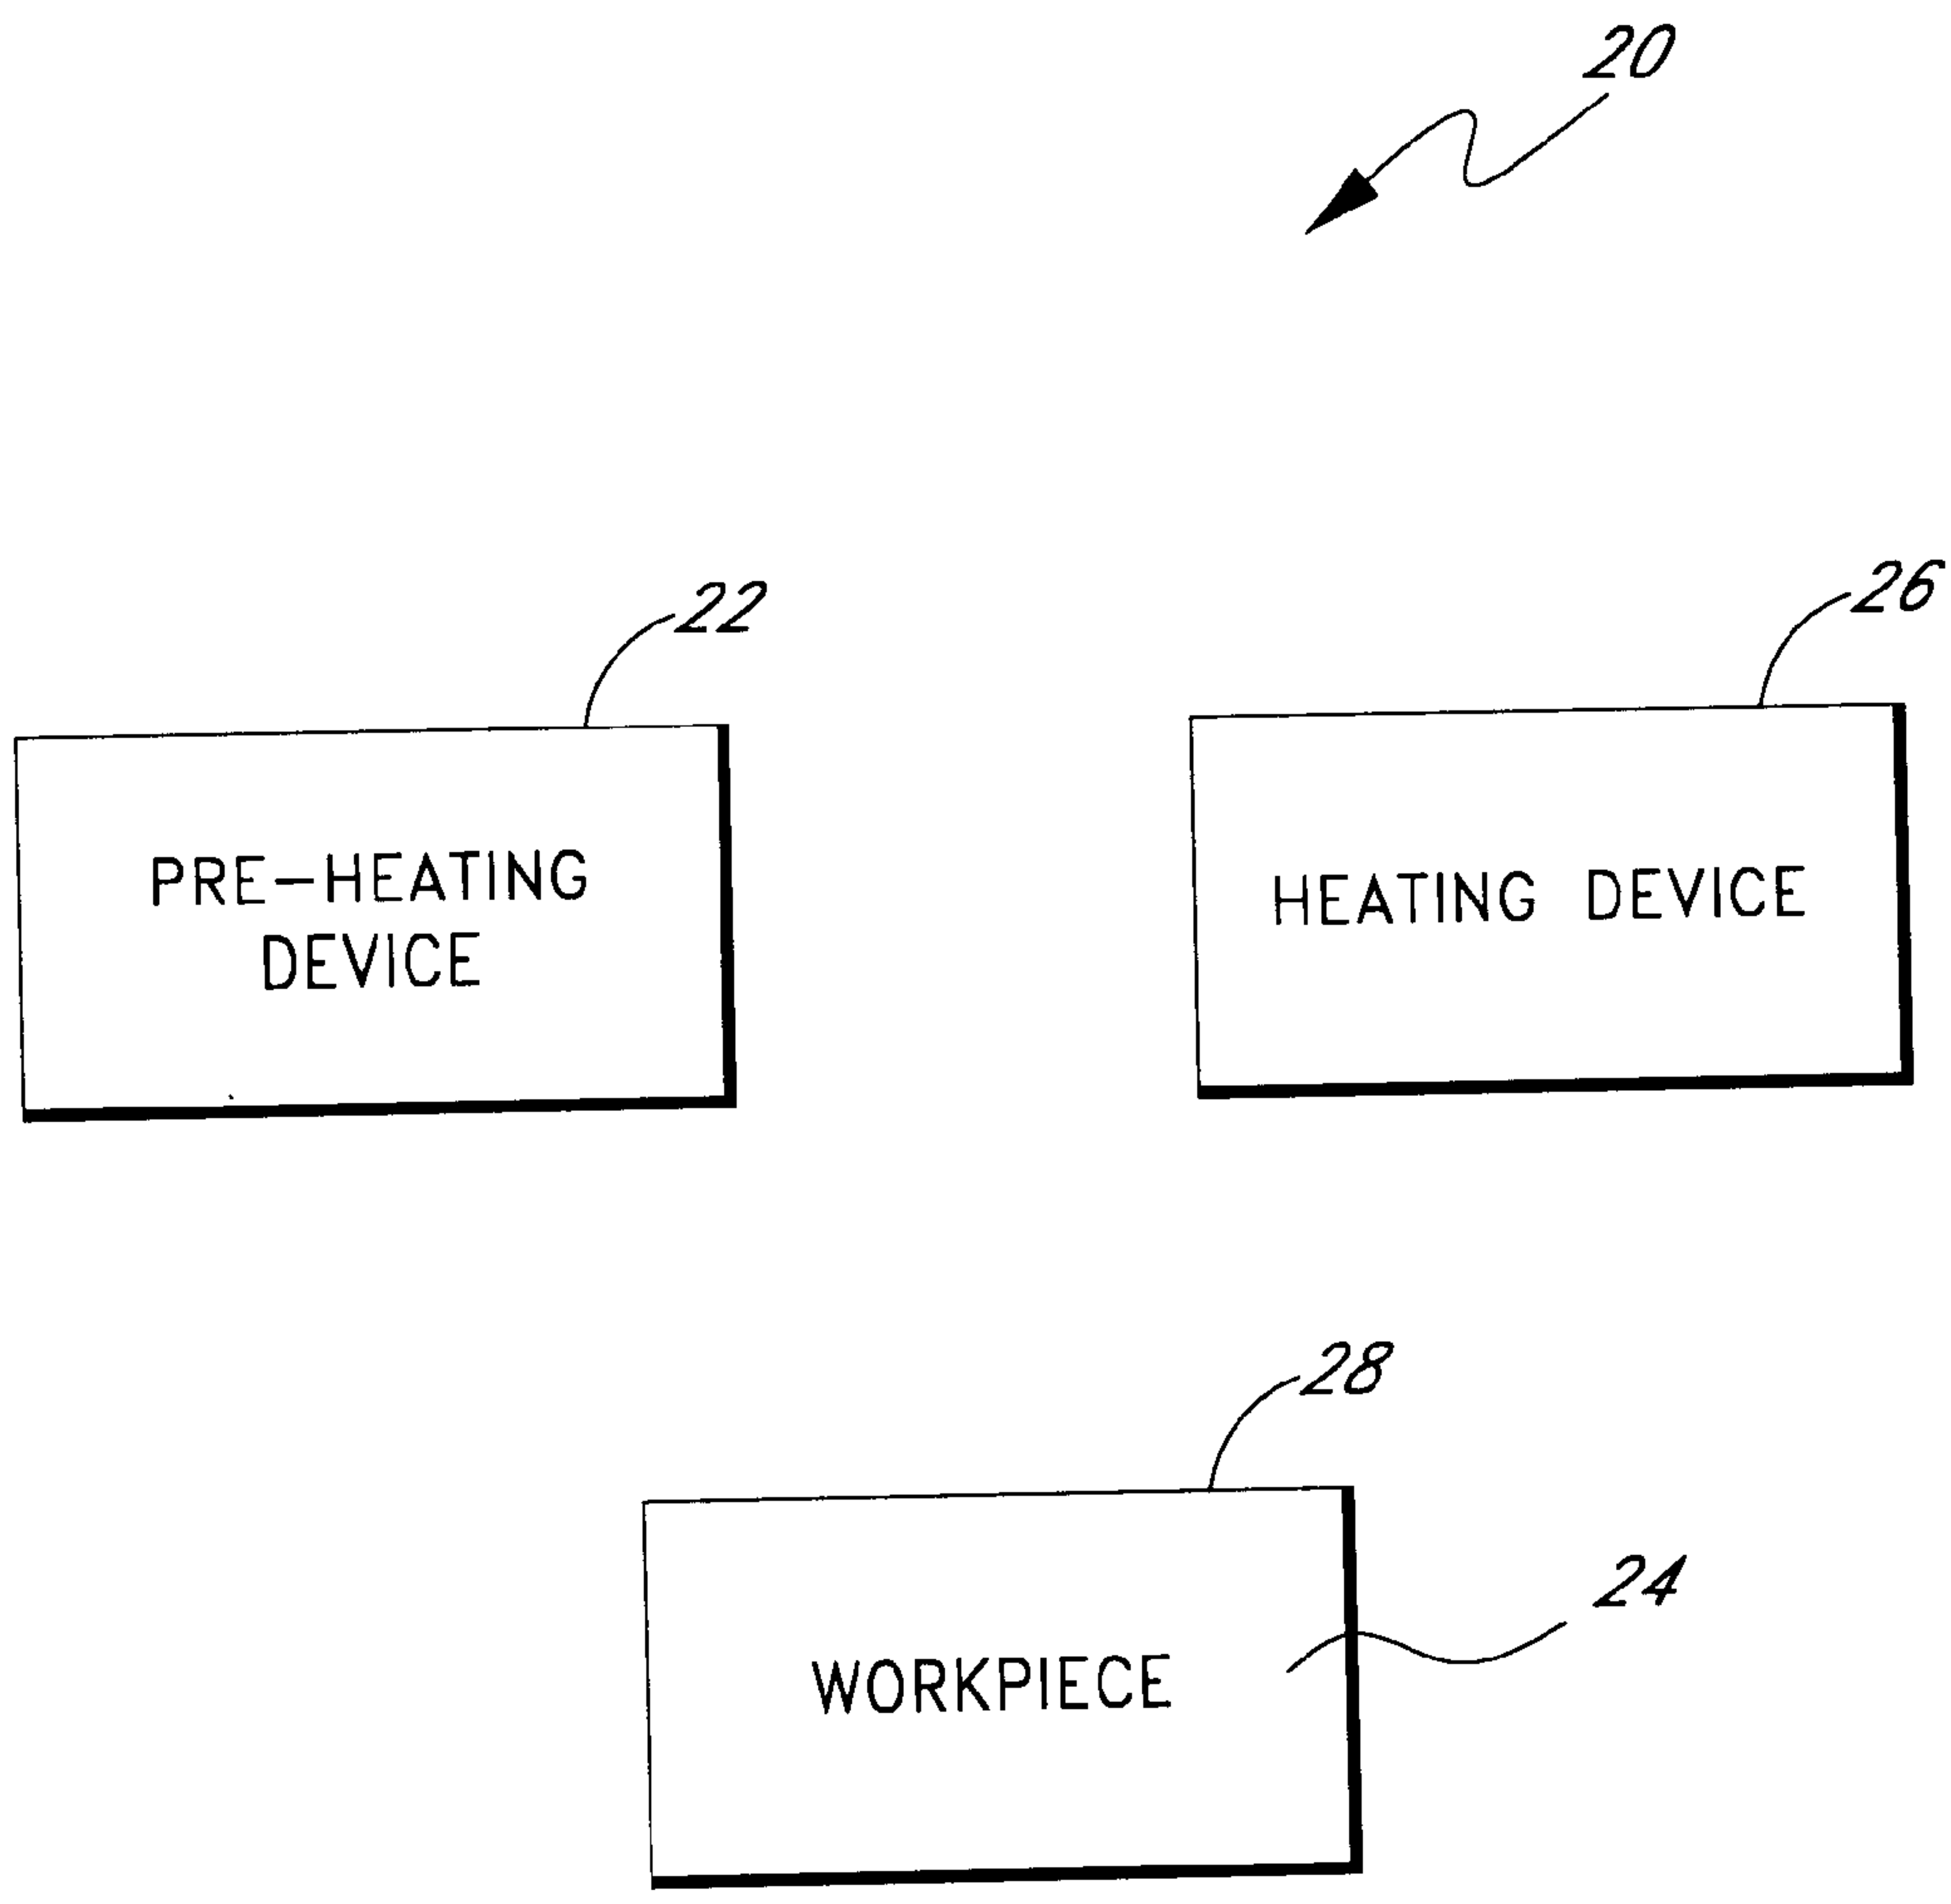 20
22
26
PRE-HEATING
DEVICE
HEATING DEVICE
28
24
WORKPIECE